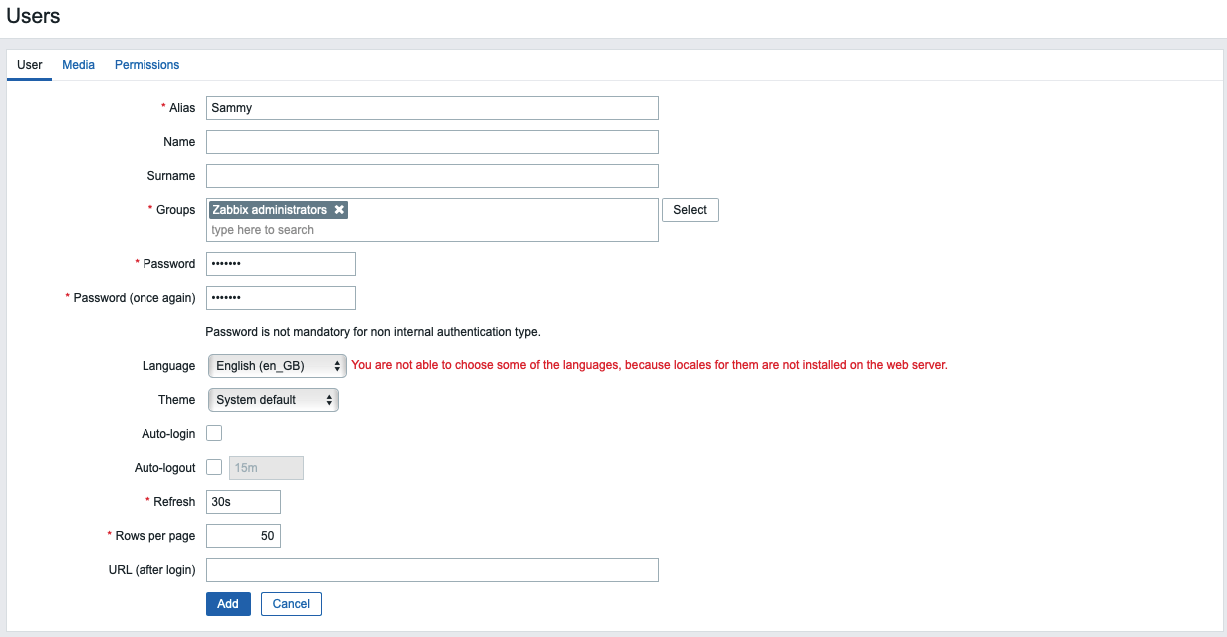 Users
User Media Permissions
* Alias Sammy
Name
Surname
* Groups Zabbix administrators ✖ Select
type here to search
* Password •••••••
* Password (once again) •••••••
Password is not mandatory for non internal authentication type.
Language English (en_GB) You are not able to choose some of the languages, because locales for them are not installed on the web server.
Theme System default
Auto-login
Auto-logout 15m
* Refresh 30s
* Rows per page 50
URL (after login)
Add Cancel